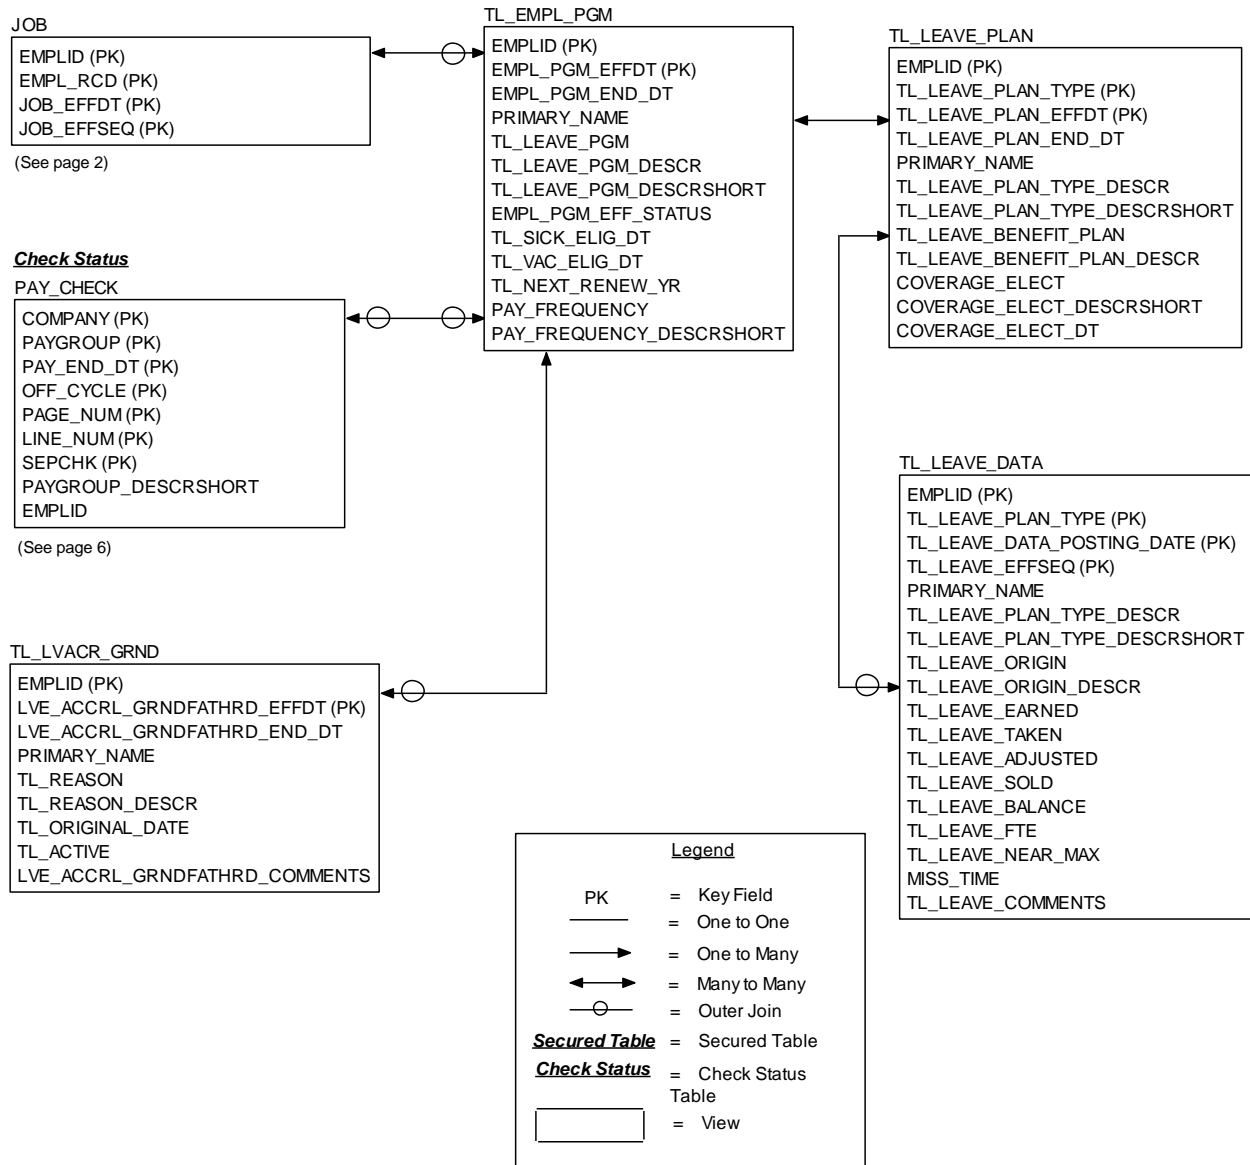 JOB
EMPLID (PK)
EMPL_RCD (PK)
JOB_EFFDT (PK)
JOB_EFFSEQ (PK)
(See page 2)
Check Status
PAY_CHECK
COMPANY (PK)
PAYGROUP (PK)
PAY_END_DT (PK)
OFF_CYCLE (PK)
PAGE_NUM (PK)
LINE_NUM (PK)
SEPCHK (PK)
PAYGROUP_DESCRSHORT
EMPLID
(See page 6)
TL_LVACR_GRND
EMPLID (PK)
LVE_ACCRL_GRNDFATHRD_EFFDT (PK)
LVE_ACCRL_GRNDFATHRD_END_DT
PRIMARY_NAME
TL_REASON
TL_REASON_DESCR
TL_ORIGINAL_DATE
TL_ACTIVE
LVE_ACCRL_GRNDFATHRD_COMMENTS
TL_EMPL_PGM
EMPLID (PK)
EMPL_PGM_EFFDT (PK)
EMPL_PGM_END_DT
PRIMARY_NAME
TL_LEAVE_PGM
TL_LEAVE_PGM_DESCR
TL_LEAVE_PGM_DESCRSHORT
EMPL_PGM_EFF_STATUS
TL_SICK_ELIG_DT
TL_VAC_ELIG_DT
TL_NEXT_RENEW_YR
PAY_FREQUENCY
PAY_FREQUENCY_DESCRSHORT
TL_LEAVE_PLAN
EMPLID (PK)
TL_LEAVE_PLAN_TYPE (PK)
TL_LEAVE_PLAN_EFFDT (PK)
TL_LEAVE_PLAN_END_DT
PRIMARY_NAME
TL_LEAVE_PLAN_TYPE_DESCR
TL_LEAVE_PLAN_TYPE_DESCRSHORT
TL_LEAVE_BENEFIT_PLAN
TL_LEAVE_BENEFIT_PLAN_DESCR
COVERAGE_ELECT
COVERAGE_ELECT_DESCRSHORT
COVERAGE_ELECT_DT
TL_LEAVE_DATA
EMPLID (PK)
TL_LEAVE_PLAN_TYPE (PK)
TL_LEAVE_DATA_POSTING_DATE (PK)
TL_LEAVE_EFFSEQ (PK)
PRIMARY_NAME
TL_LEAVE_PLAN_TYPE_DESCR
TL_LEAVE_PLAN_TYPE_DESCRSHORT
TL_LEAVE_ORIGIN
TL_LEAVE_ORIGIN_DESCR
TL_LEAVE_EARNED
TL_LEAVE_TAKEN
TL_LEAVE_ADJUSTED
TL_LEAVE_SOLD
TL_LEAVE_BALANCE
TL_LEAVE_FTE
TL_LEAVE_NEAR_MAX
MISS_TIME
TL_LEAVE_COMMENTS
Legend
PK = Key Field
= One to One
= One to Many
= Many to Many
= Outer Join
Secured Table = Secured Table
Check Status = Check Status
Table
= View